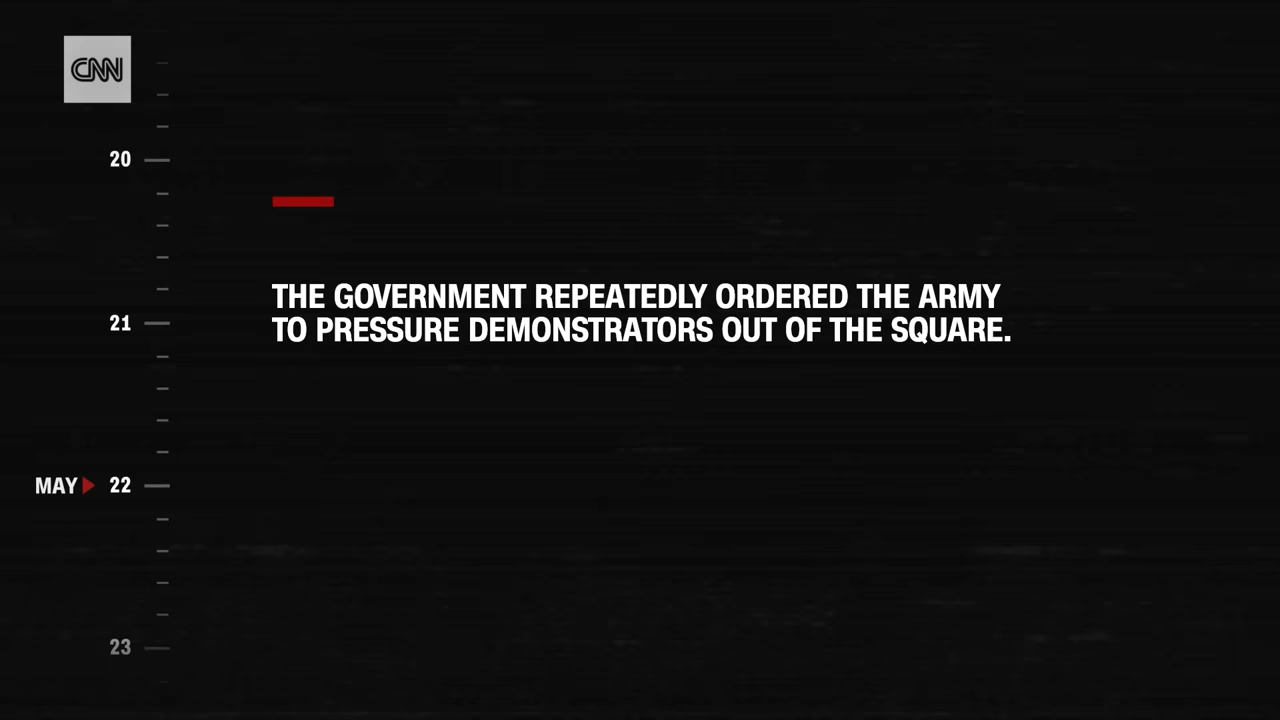 CNN
20
THE GOVERNMENT REPEATEDLY ORDERED THE ARMY
TO PRESSURE DEMONSTRATORS OUT OF THE SQUARE.
21
MAY 22
23